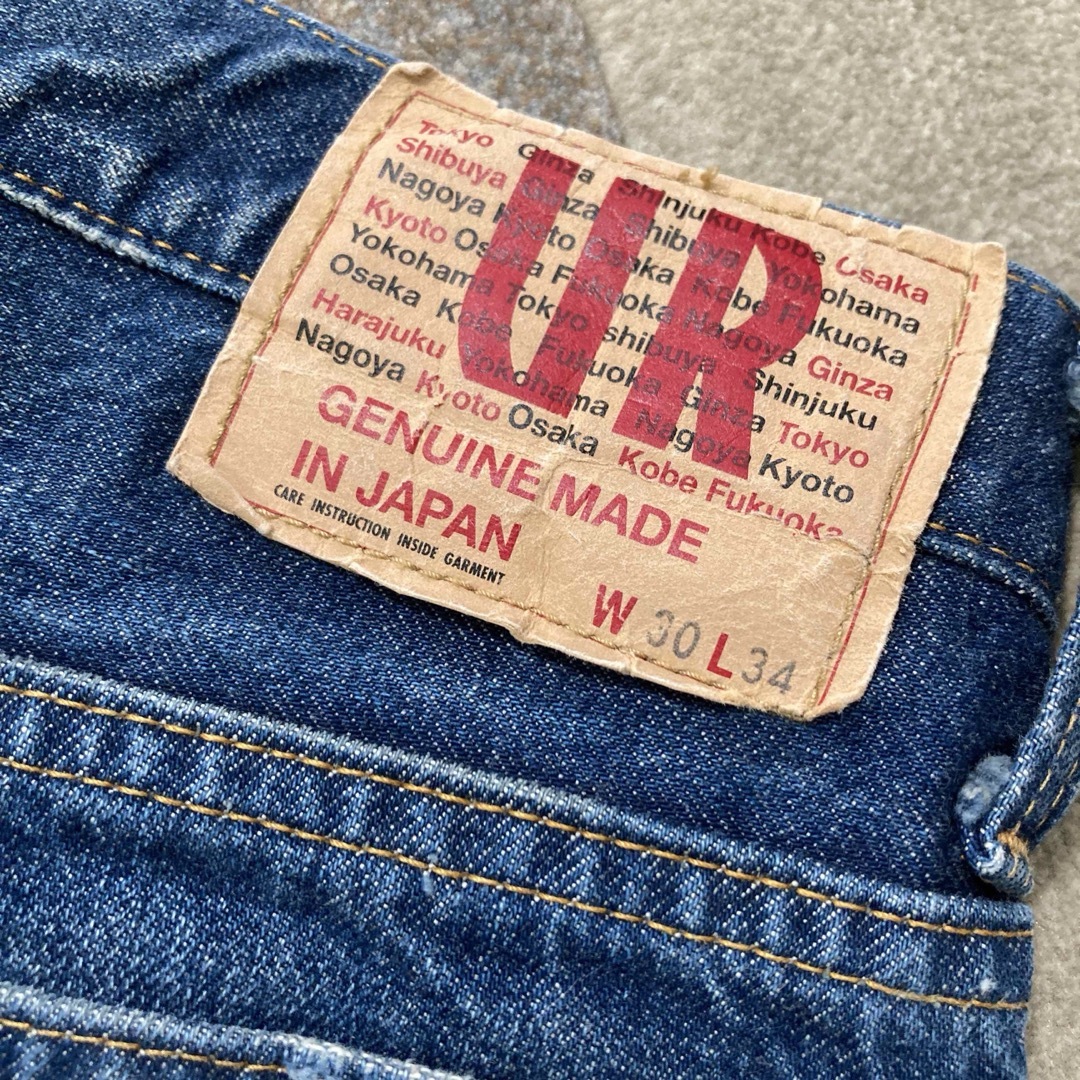 Tokyo Ginza Shinjuku Kobe Osaka
Shibuya Ginza Shibuya Yokohama
Nagoya Kyoto Osaka Kobe Fukuoka
Kyoto Osaka Fukuoka Nagoya Ginza
Yokohama Tokyo shibuya Shinjuku
Osaka Kobe Fukuoka Ginza Tokyo
Harajuku Yokohama Nagoya Kyoto
Nagoya Kyoto Osaka Kobe Fukuoka
UR
GENUINE MADE
IN JAPAN
CARE INSTRUCTION INSIDE GARMENT
W 30 L 34